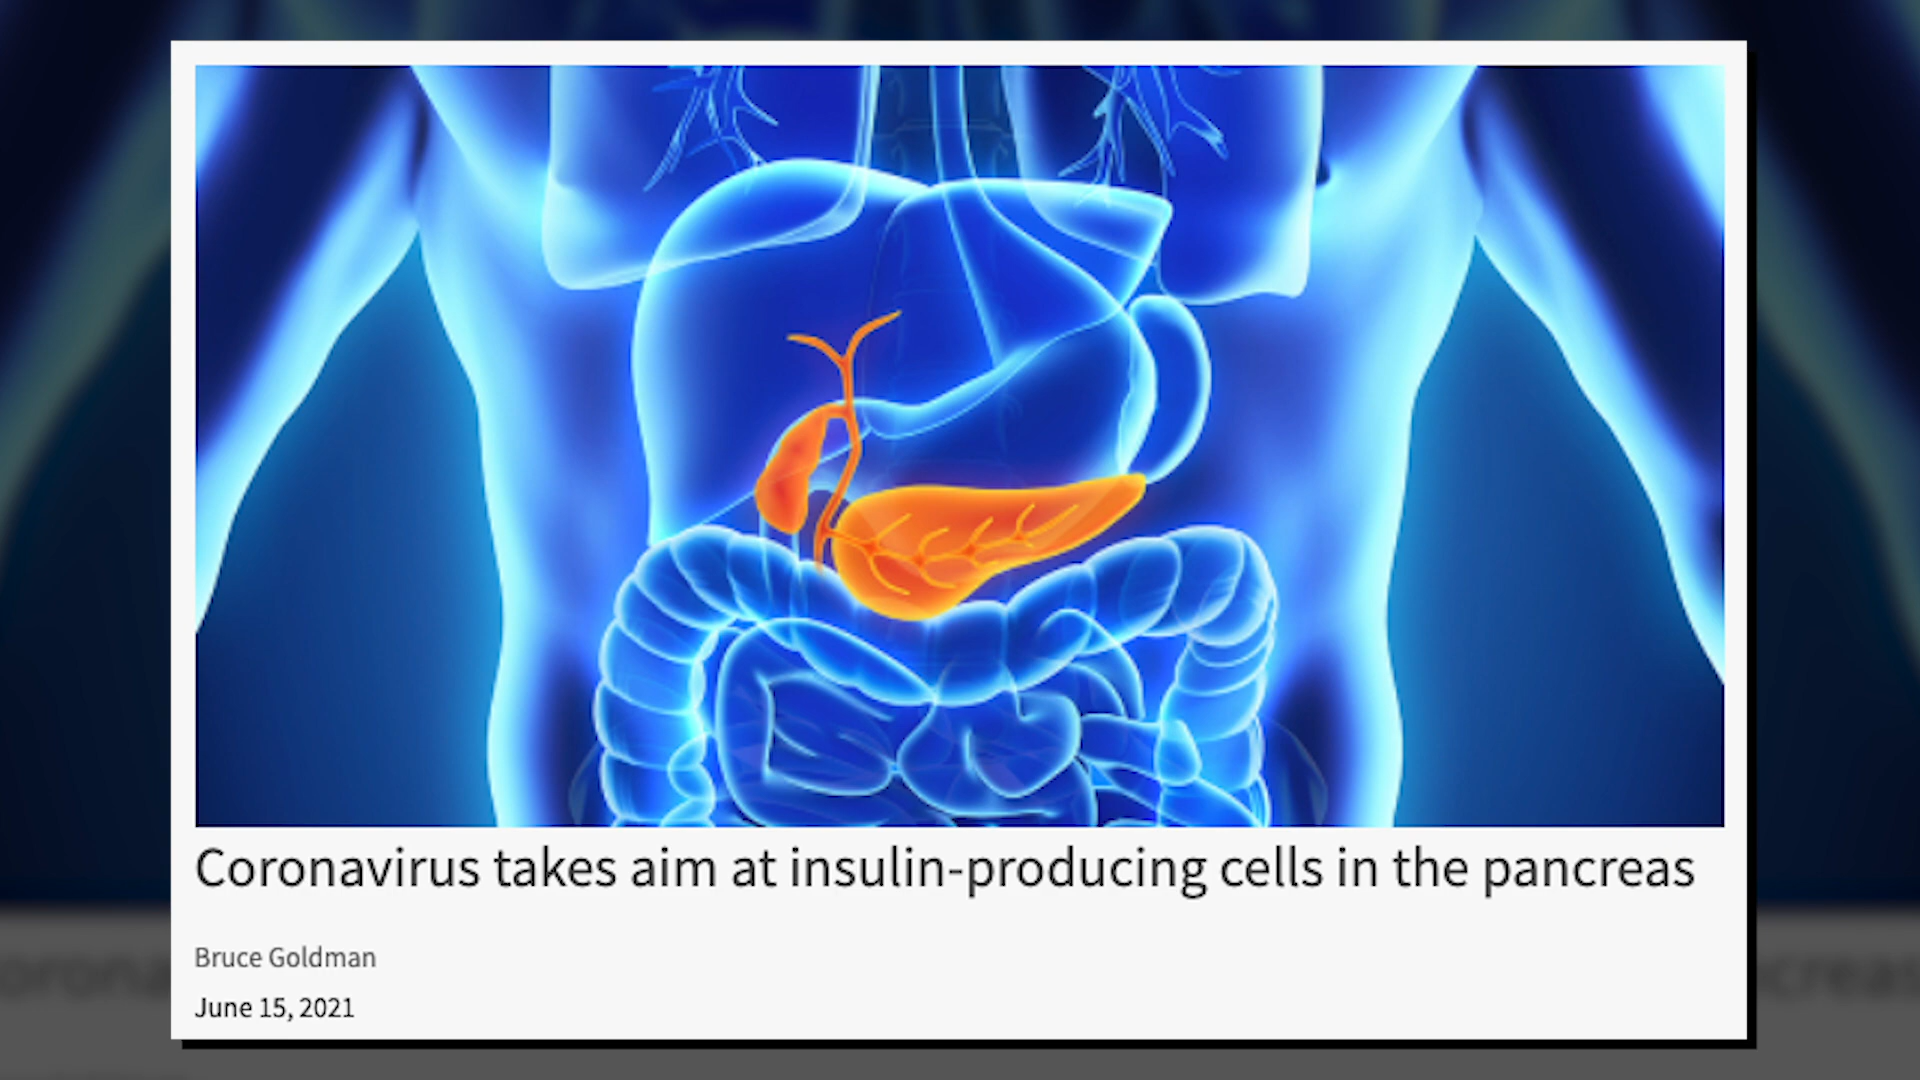 Coronavirus takes aim at insulin-producing cells in the pancreas
Bruce Goldman
June 15, 2021